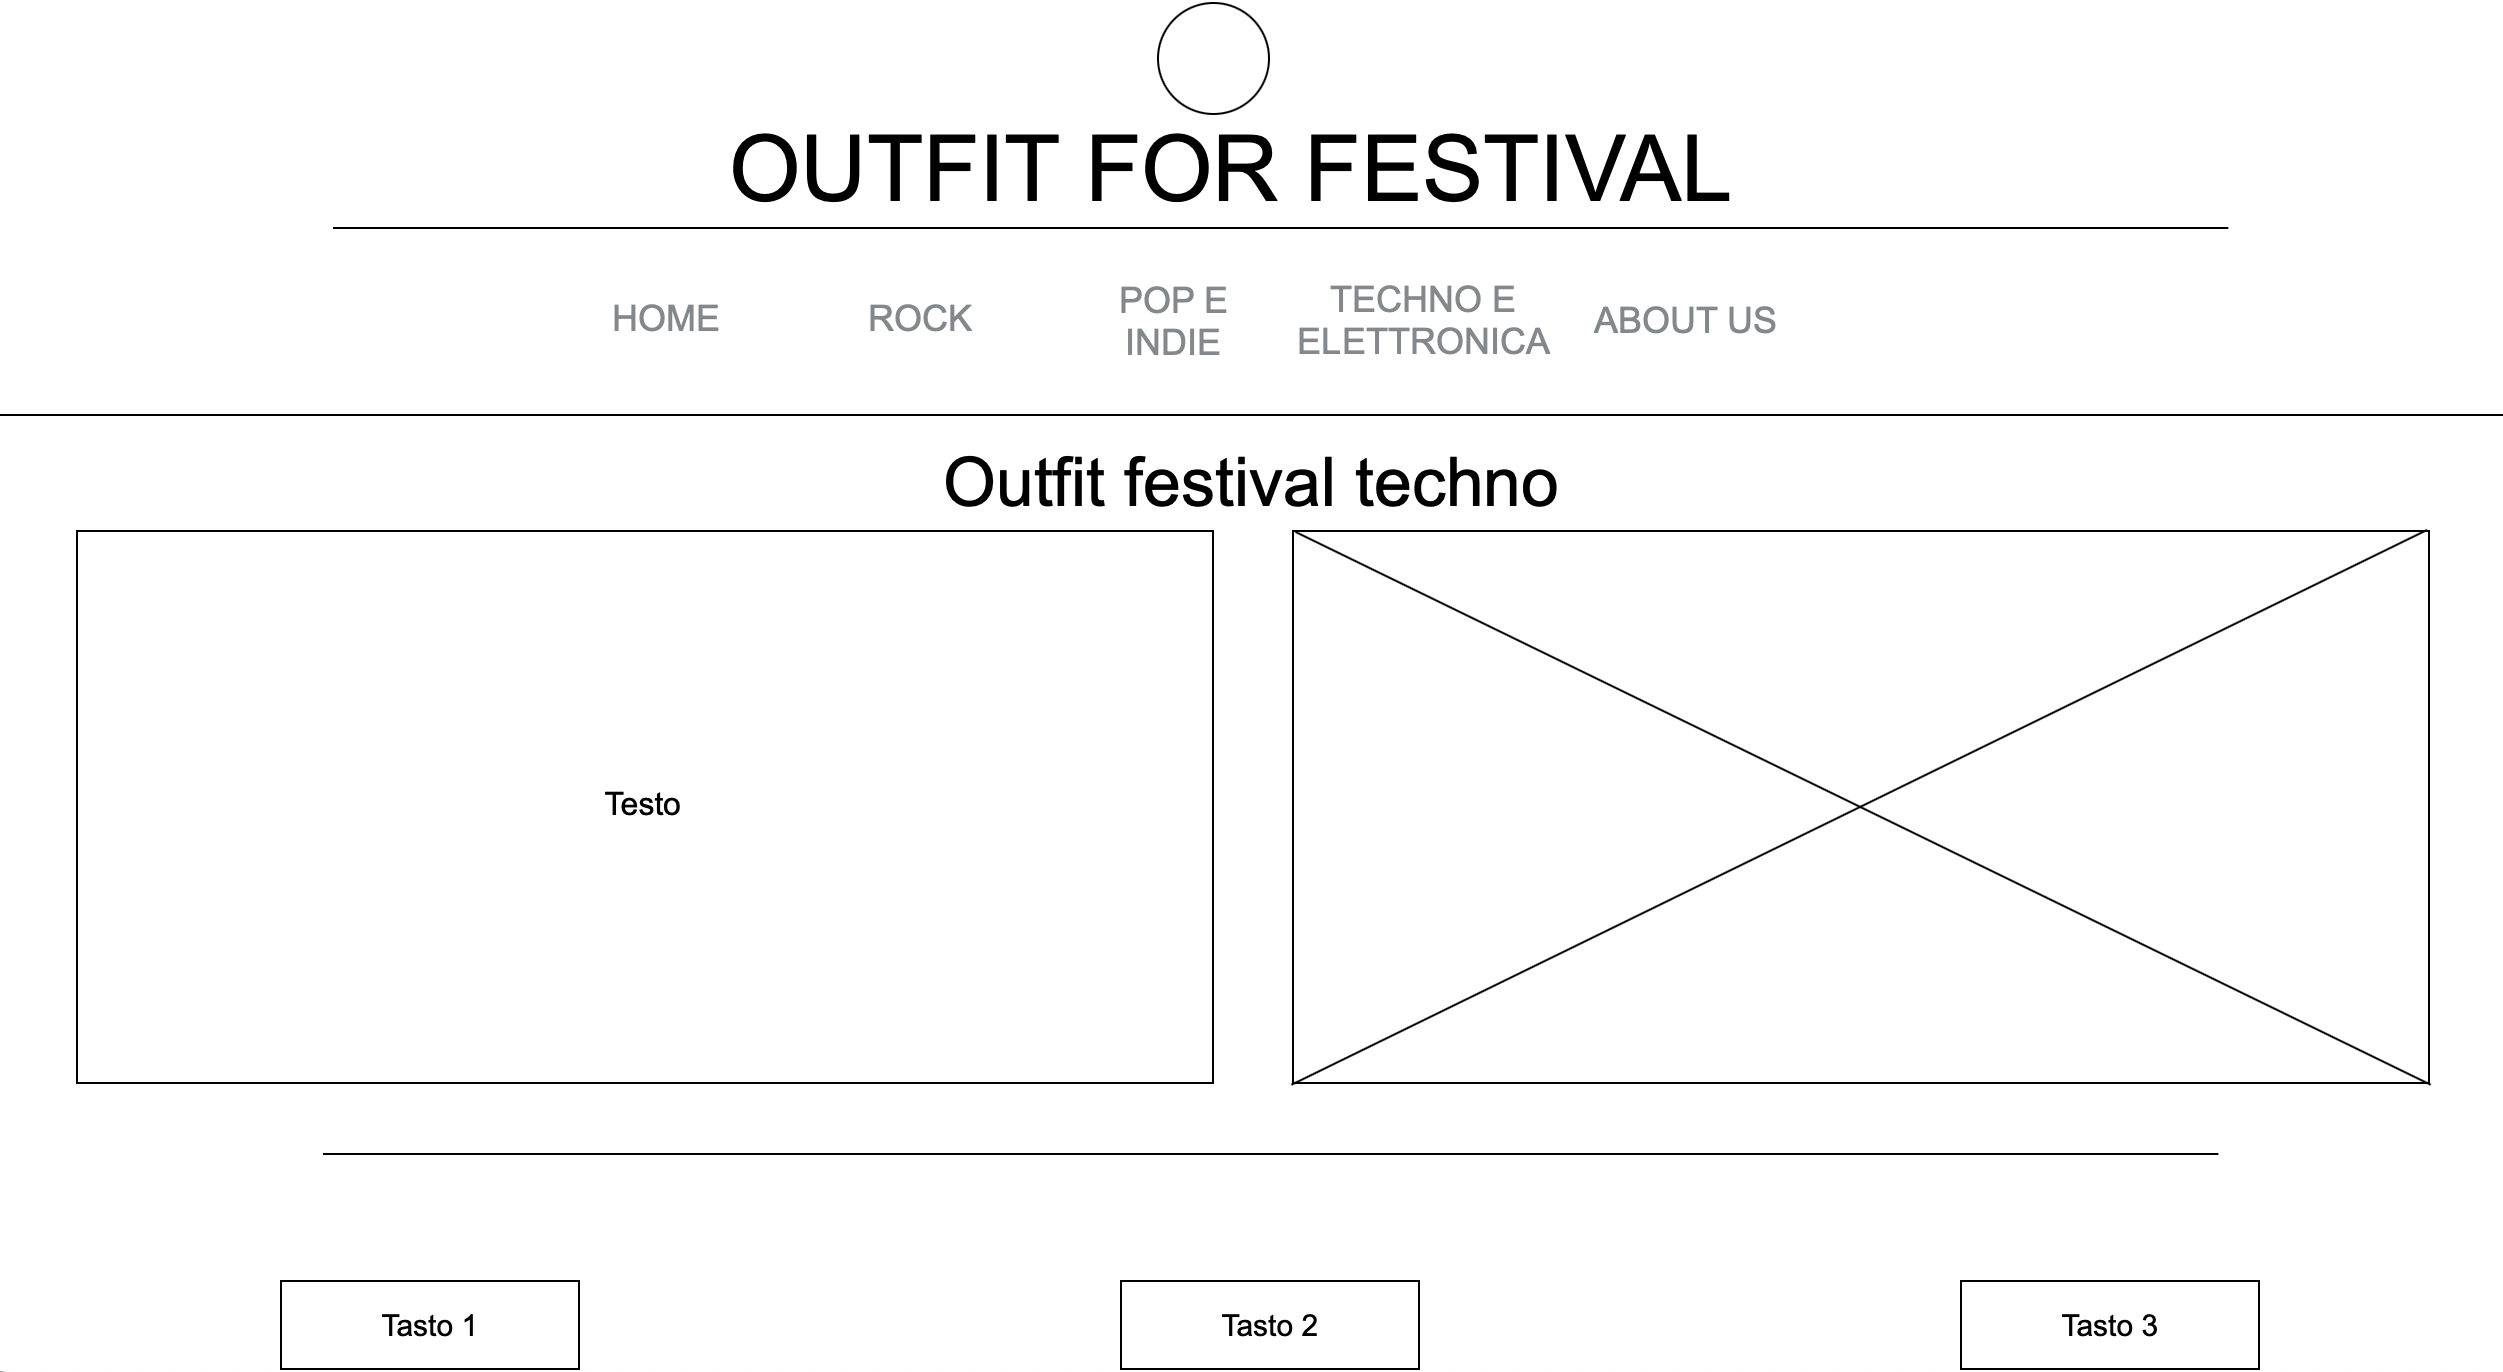 OUTFIT FOR FESTIVAL
HOME
ROCK
POP E
INDIE
TECHNO E
ELETTRONICA
ABOUT US
Outfit festival techno
Testo
Tasto 1
Tasto 2
Tasto 3